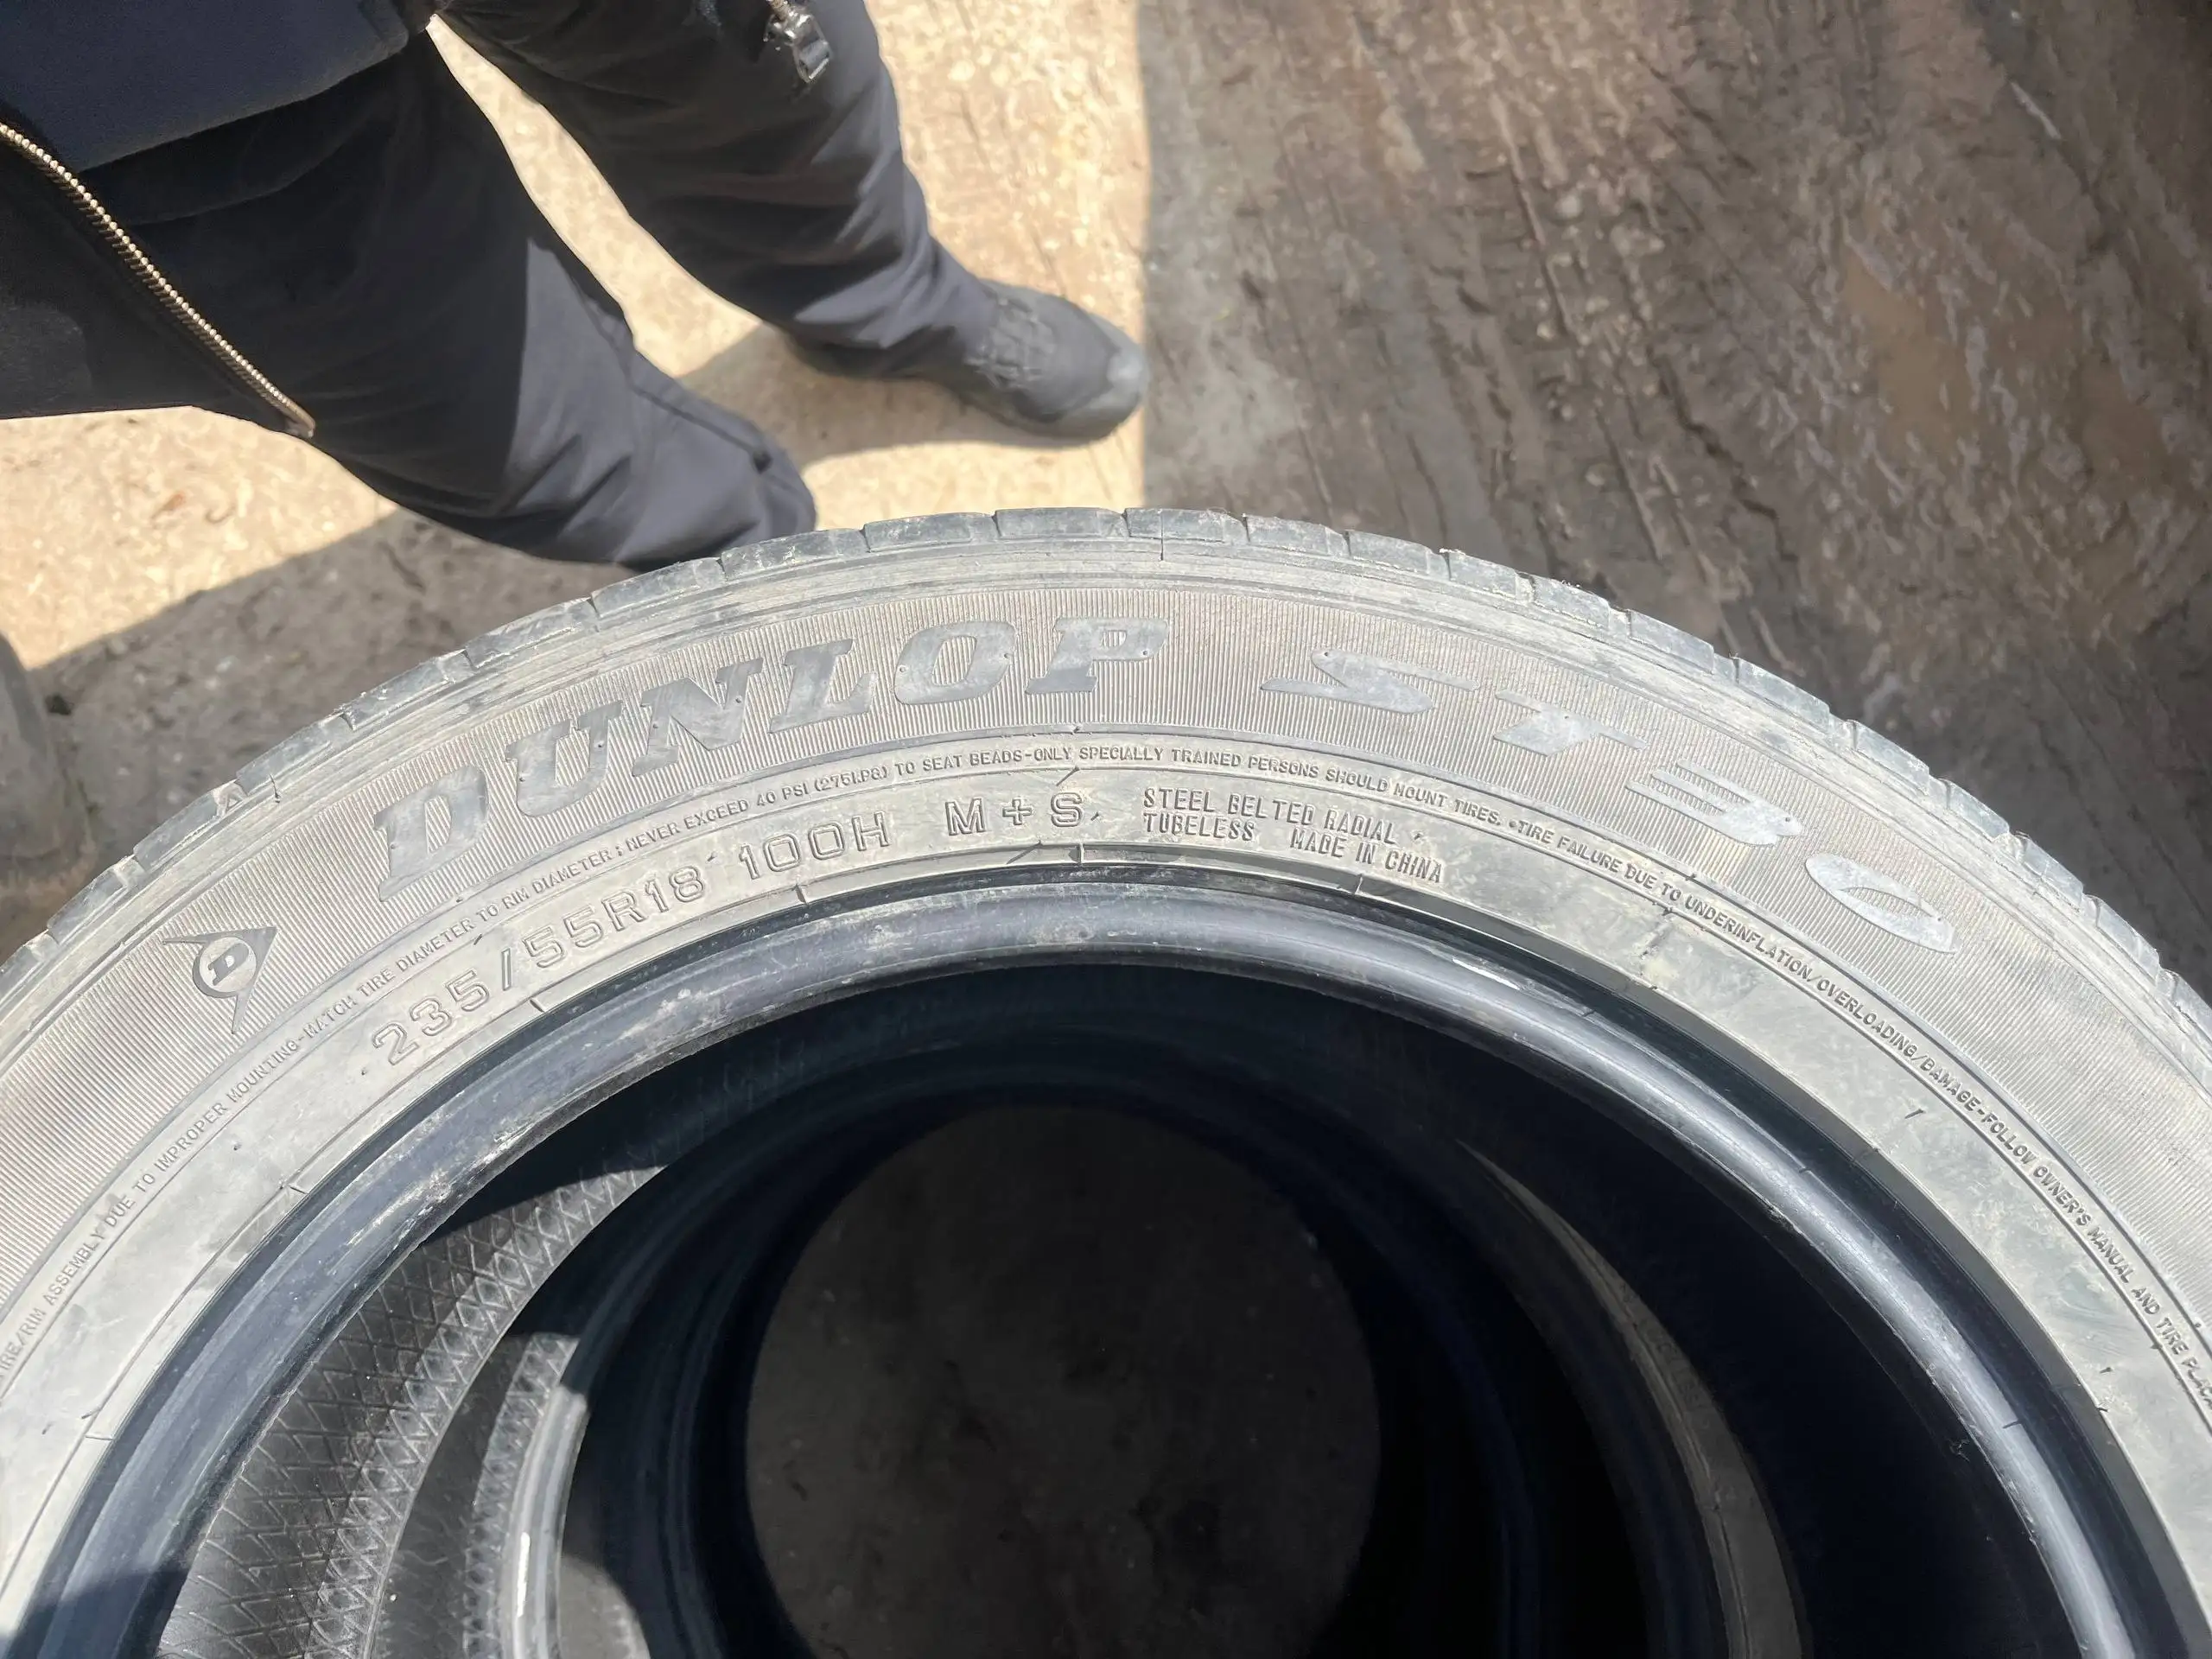 DUNLOP ST30
D
TIRE/RIM ASSEMBLY DUE TO IMPROPER MOUNTING-MATCH TIRE DIAMETER TO RIM DIAMETER; NEVER EXCEED 40 PSI (275KPa) TO SEAT BEADS-ONLY SPECIALLY TRAINED PERSONS SHOULD MOUNT TIRES. •TIRE FAILURE DUE TO UNDERINFLATION/OVERLOADING/DAMAGE-FOLLOW OWNER'S MANUAL AND TIRE
235/55R18 100H M+S
STEEL BELTED RADIAL
TUBELESS MADE IN CHINA